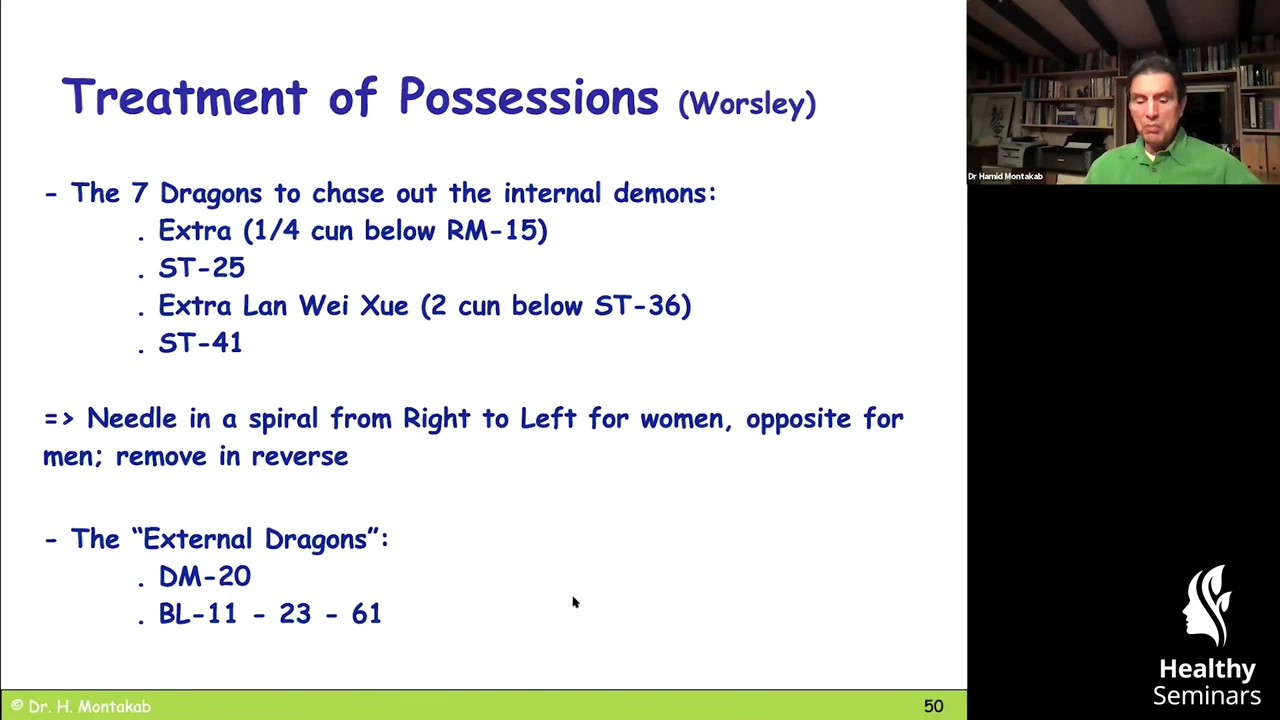 Treatment of Possessions (Worsley)
- The 7 Dragons to chase out the internal demons:
. Extra (1/4 cun below RM-15)
. ST-25
. Extra Lan Wei Xue (2 cun below ST-36)
. ST-41
=> Needle in a spiral from Right to Left for women, opposite for
men; remove in reverse
- The “External Dragons”:
. DM-20
. BL-11 - 23 - 61
© Dr. H. Montakab
50
Dr Hamid Montakab
Healthy
Seminars